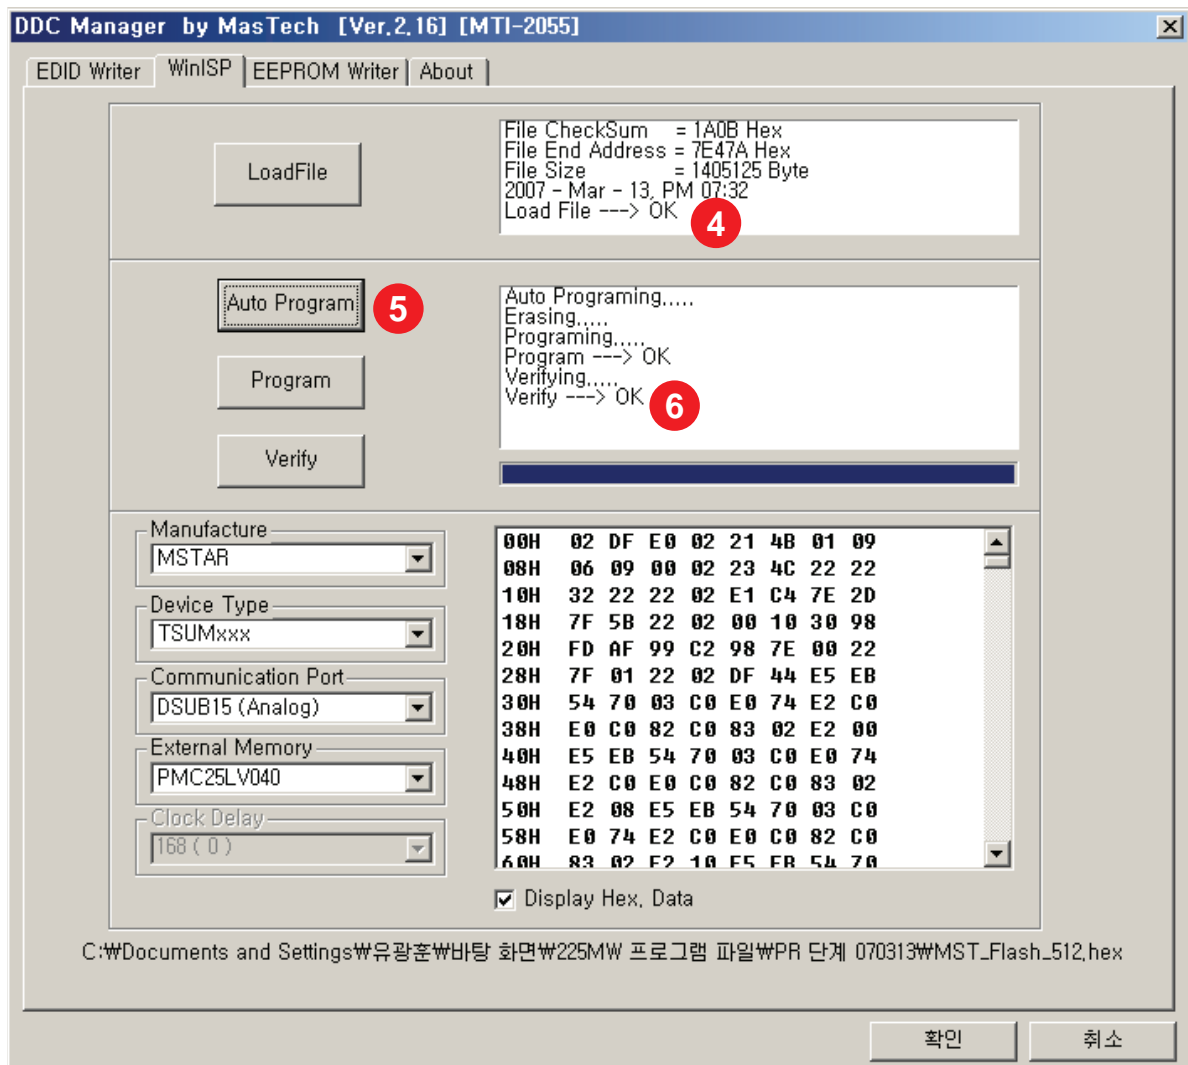 DDC Manager by MasTech [Ver.2.16] [MTI-2055]
EDID Writer WinISP EEPROM Writer About
LoadFile
File CheckSum = 1A0B Hex
File End Address = 7E47A Hex
File Size = 1405125 Byte
2007 - Mar - 13, PM 07:32
Load File ---> OK
4
Auto Program
5
Program
Verify
Auto Programing.....
Erasing.....
Programing.....
Program ---> OK
Verifying.....
Verify ---> OK
6
Manufacture
MSTAR
Device Type
TSUMxxx
Communication Port
DSUB15 (Analog)
External Memory
PMC25LV040
Clock Delay
168 ( 0 )
00H 02 DF E0 02 21 4B 01 09
08H 06 09 00 02 23 4C 22 22
10H 32 22 22 02 E1 C4 7E 2D
18H 7F 5B 22 02 00 10 30 98
20H FD AF 99 C2 98 7E 00 22
28H 7F 01 22 02 DF 44 E5 EB
30H 54 70 03 C0 E0 74 E2 C0
38H E0 C0 82 C0 83 02 E2 00
40H E5 EB 54 70 03 C0 E0 74
48H E2 C0 E0 C0 82 C0 83 02
50H E2 08 E5 EB 54 70 03 C0
58H E0 74 E2 C0 E0 C0 82 C0
60H 83 02 E2 10 E5 EB 54 70
Display Hex. Data
C:₩Documents and Settings₩유광훈₩바탕 화면₩225MW 프로그램 파일₩PR 단계 070313₩MST_Flash_512.hex
확인 취소